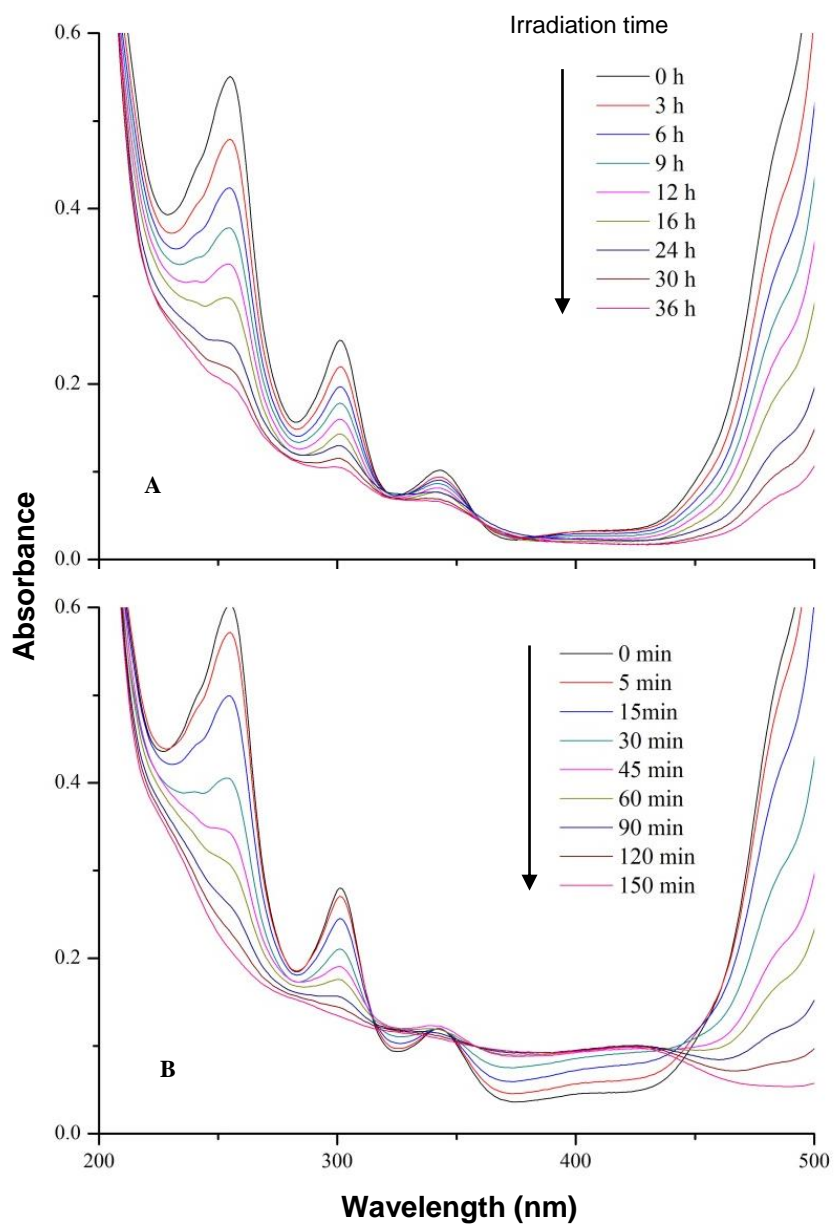 Irradiation time
0.6
0 h
3 h
6 h
9 h
12 h
16 h
24 h
30 h
36 h
0.4
0.2
A
0.0
Absorbance
0.6
0 min
5 min
15min
30 min
45 min
60 min
90 min
120 min
150 min
0.4
0.2
B
0.0
200
300
400
500
Wavelength (nm)